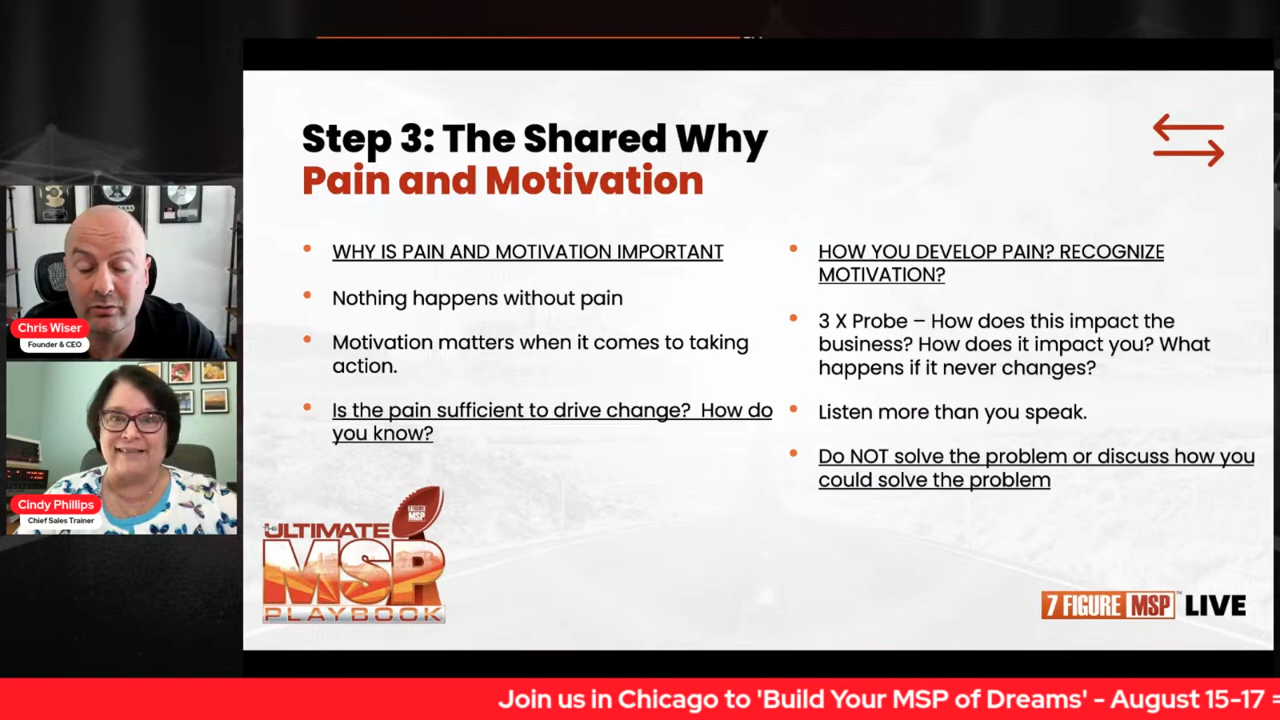 Step 3: The Shared Why
Pain and Motivation
WHY IS PAIN AND MOTIVATION IMPORTANT
Nothing happens without pain
Motivation matters when it comes to taking
action.
Is the pain sufficient to drive change? How do
you know?
HOW YOU DEVELOP PAIN? RECOGNIZE
MOTIVATION?
3 X Probe – How does this impact the
business? How does it impact you? What
happens if it never changes?
Listen more than you speak.
Do NOT solve the problem or discuss how you
could solve the problem
Chris Wiser
Founder & CEO
Cindy Phillips
Chief Sales Trainer
7 FIGURE
MSP
THE
ULTIMATE
MSP
PLAYBOOK
7 FIGURE MSP™ LIVE
Join us in Chicago to 'Build Your MSP of Dreams' - August 15-17